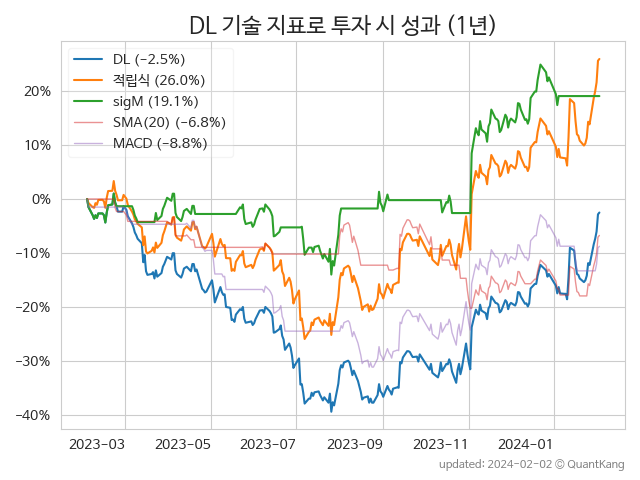 DL 기술 지표로 투자 시 성과 (1년)
DL (−2.5%)
적립식 (26.0%)
sigM (19.1%)
SMA(20) (−6.8%)
MACD (−8.8%)
20%
10%
0%
−10%
−20%
−30%
−40%
2023-03 2023-05 2023-07 2023-09 2023-11 2024-01
updated: 2024-02-02 © QuantKang